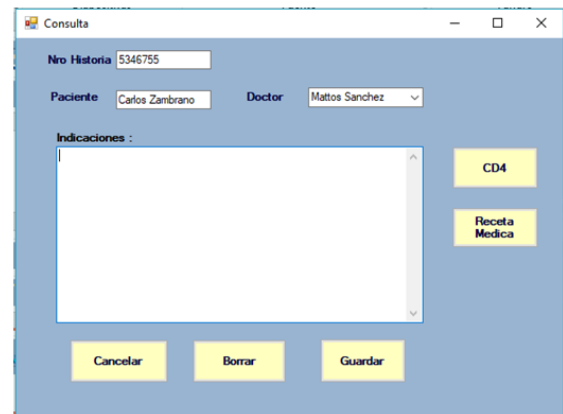 Consulta
Nro Historia 5346755
Paciente Carlos Zambrano Doctor Mattos Sanchez
Indicaciones :
CD4
Receta
Medica
Cancelar Borrar Guardar